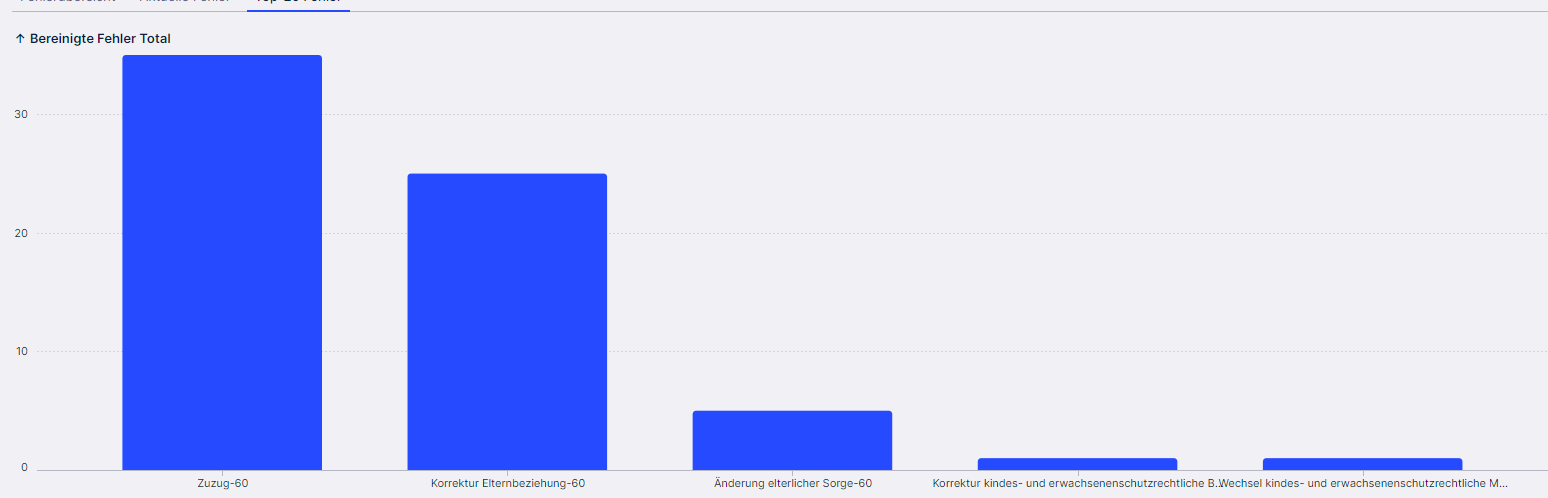 ↑ Bereinigte Fehler Total
30
20
10
0
Zuzug-60
Korrektur Elternbeziehung-60
Änderung elterlicher Sorge-60
Korrektur kindes- und erwachsenenschutzrechtliche B...
Wechsel kindes- und erwachsenenschutzrechtliche M...